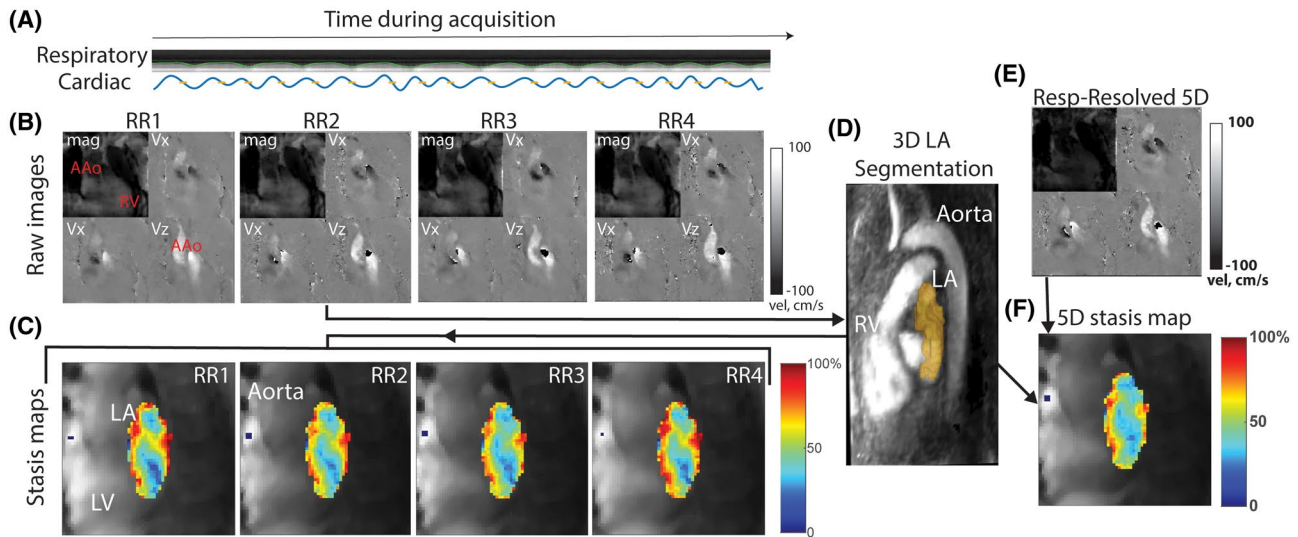 (A)
Time during acquisition
Respiratory
Cardiac
(B)
RR1
RR2
RR3
RR4
Raw images
mag
Vx
mag
Vx
mag
Vx
mag
Vx
AAo
RV
Vx
Vz
Vx
Vz
Vx
Vz
Vx
Vz
AAo
100
-100
vel, cm/s
(C)
Stasis maps
RR1
RR2
RR3
RR4
LA
LV
Aorta
100%
50
0
(D)
3D LA
Segmentation
Aorta
LA
RV
(E)
Resp-Resolved 5D
100
-100
vel, cm/s
(F)
5D stasis map
100%
50
0